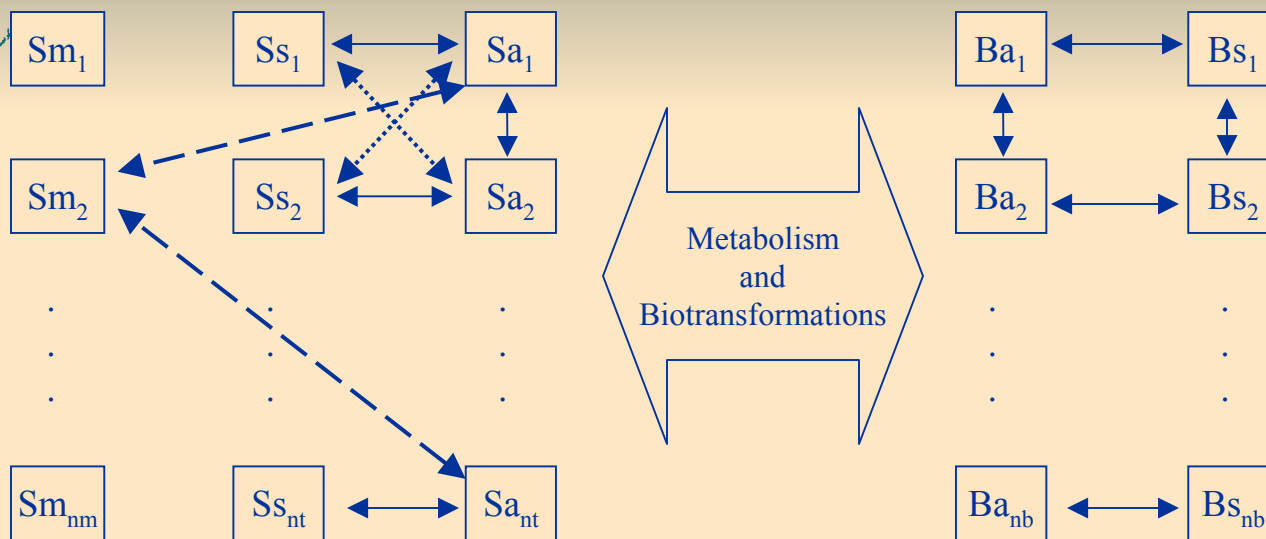 Sm₁ Ss₁ Sa₁ Ba₁ Bs₁
Sm₂ Ss₂ Sa₂ Ba₂ Bs₂
Metabolism
and
Biotransformations
. . . . .
. . . . .
. . . . .
Smₙₘ Ssₙₜ Saₙₜ Baₙb Bsₙb